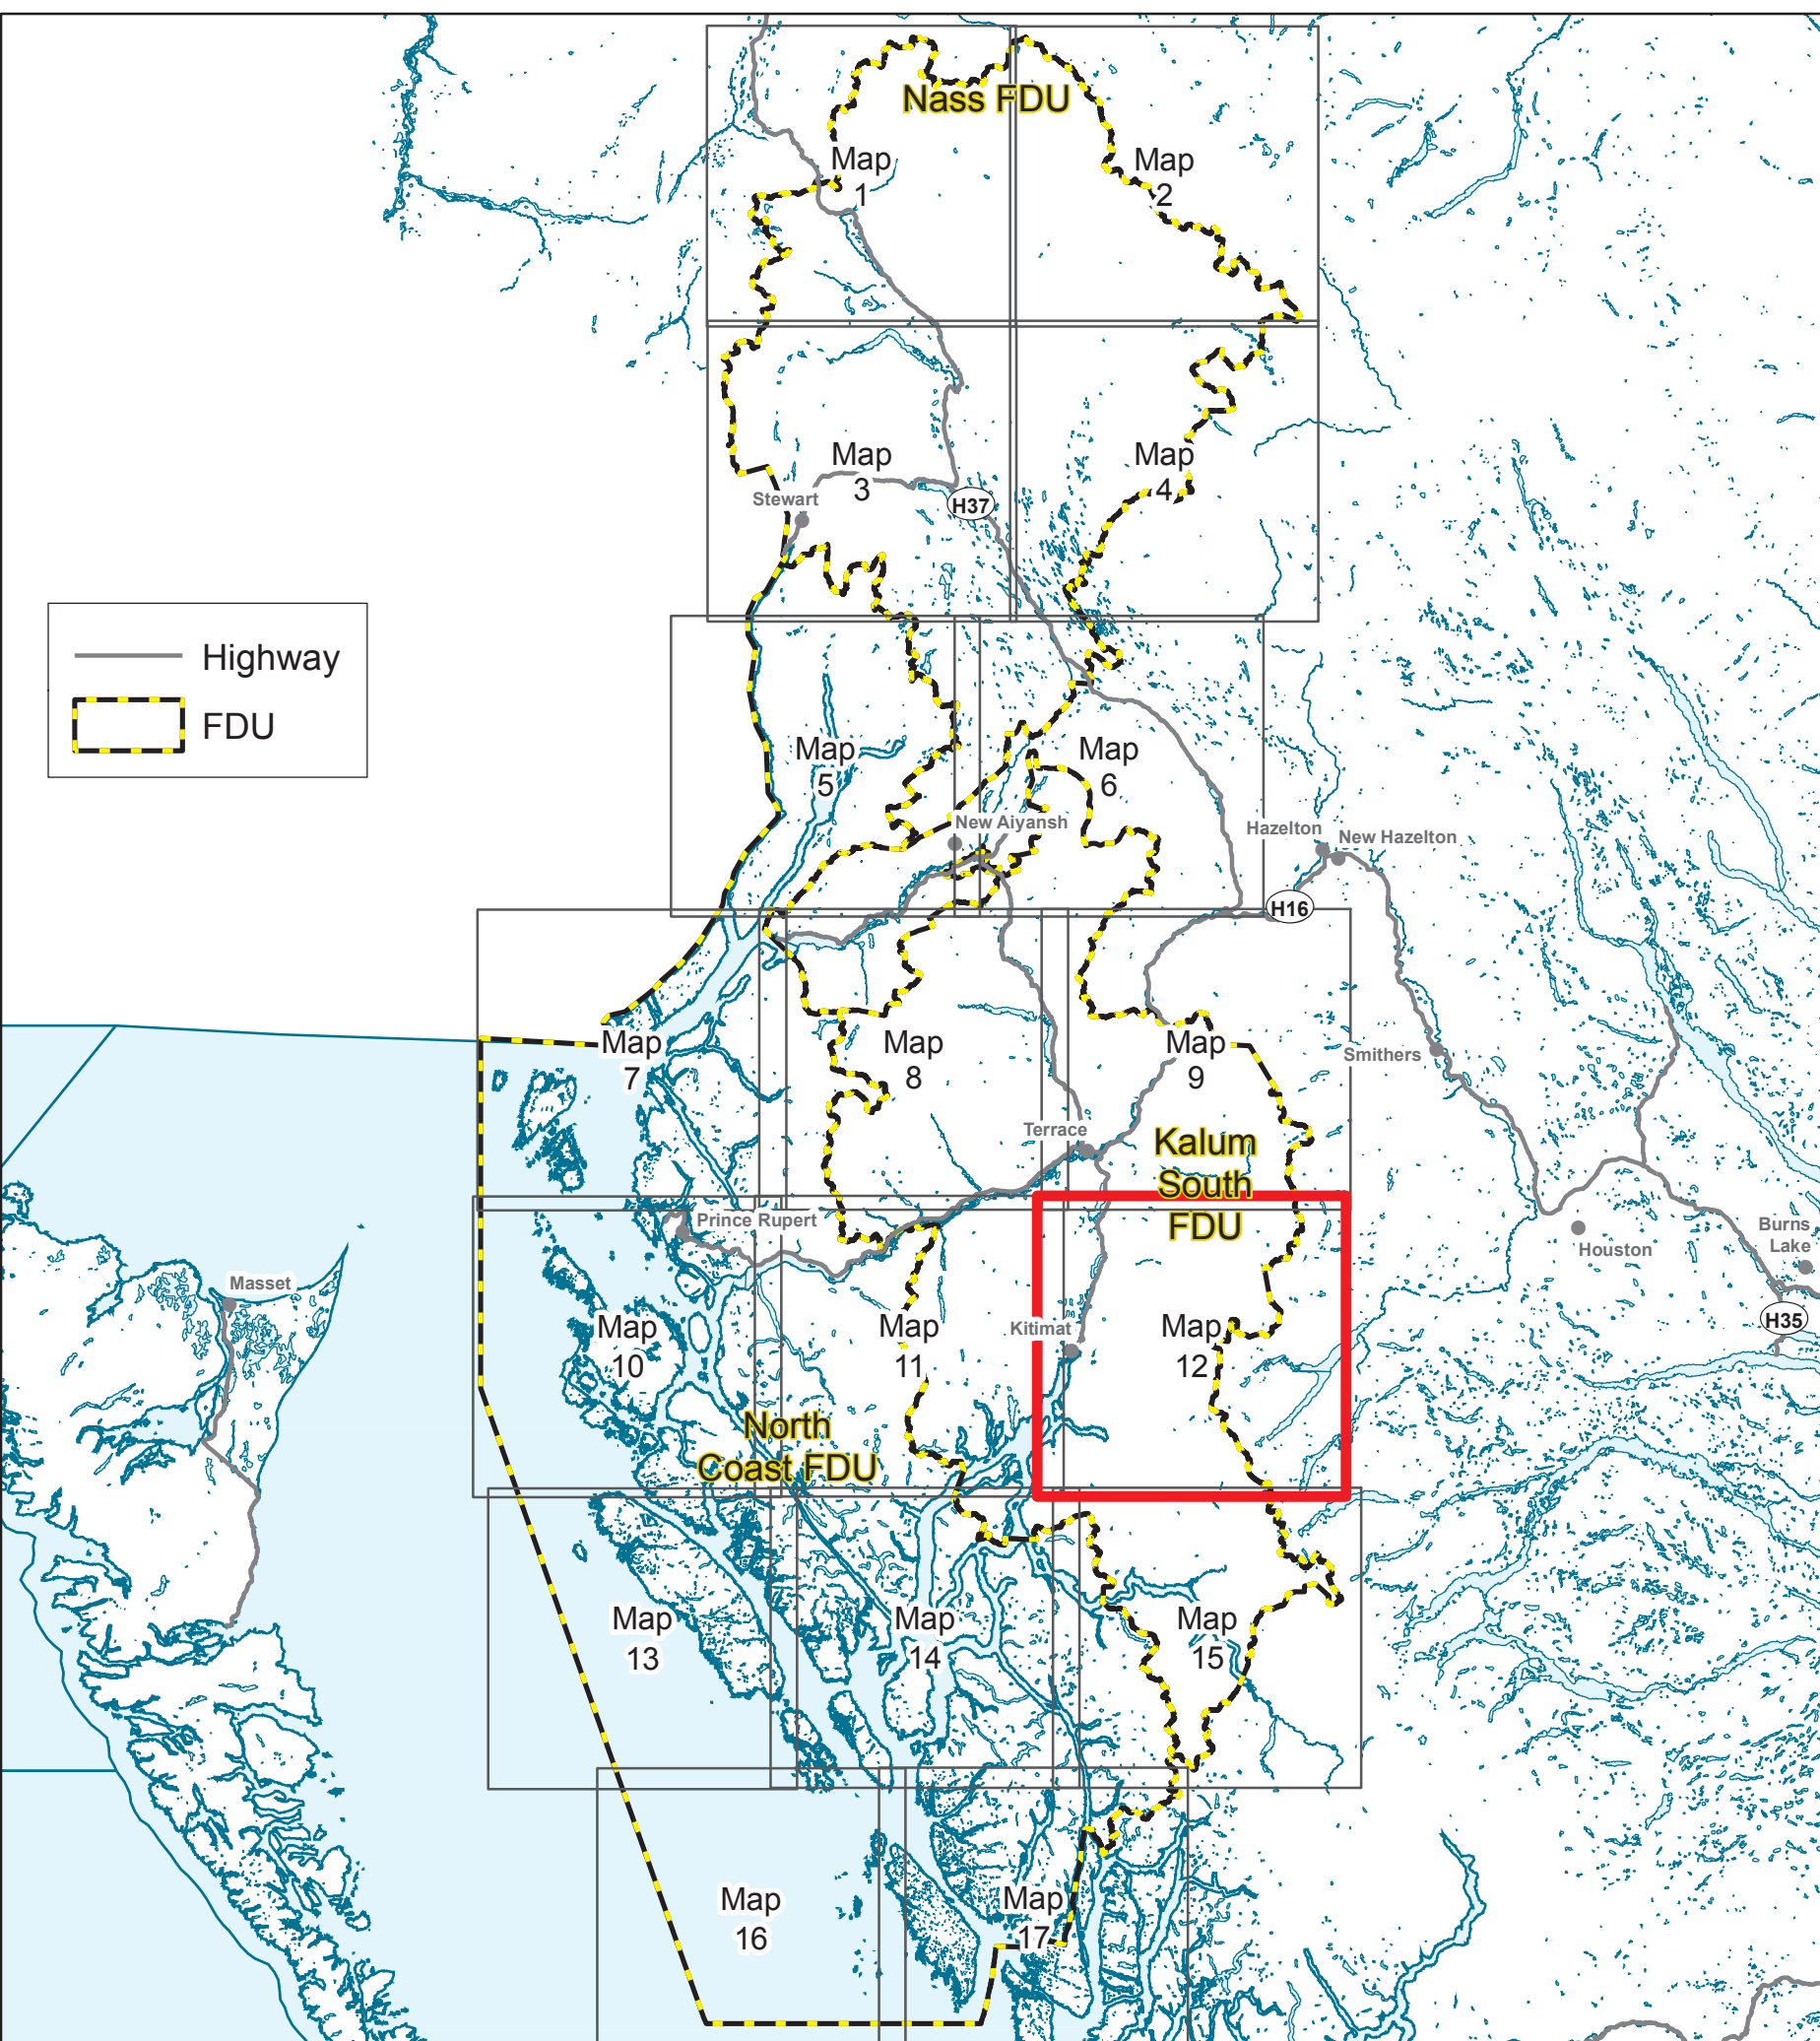 Nass FDU
Map
1
Map
2
Map
3
Map
4
Stewart
H37
Highway
FDU
Map
5
Map
6
New Aiyansh
Hazelton
New Hazelton
H16
Map
7
Map
8
Map
9
Smithers
Terrace
Kalum
South
FDU
Prince Rupert
Houston
Burns
Lake
Masset
H35
Kitimat
Map
10
Map
11
Map
12
North
Coast FDU
Map
13
Map
14
Map
15
Map
16
Map
17